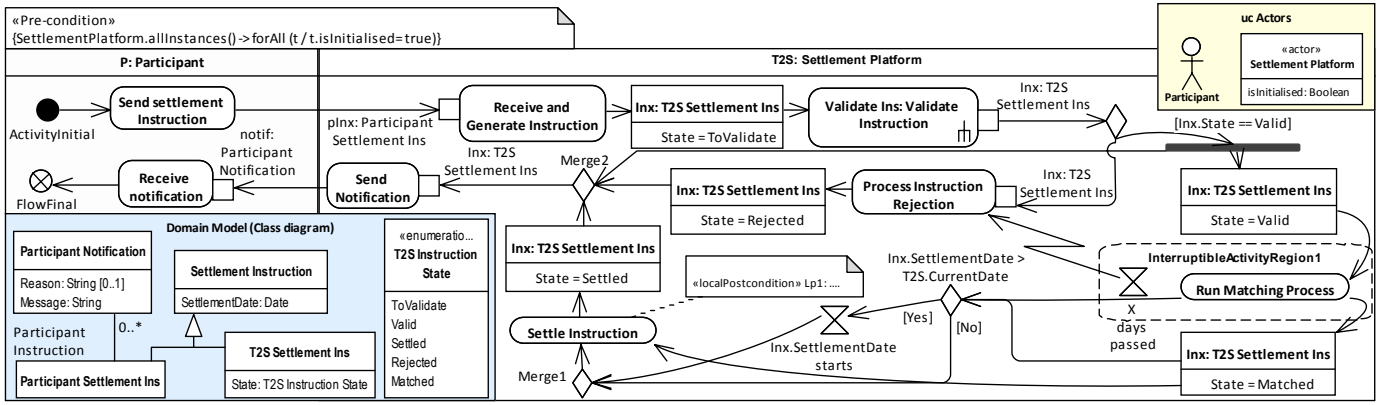 «Pre-condition»
{SettlementPlatform.allInstances()->forAll (t / t.isInitialised=true)}
uc Actors
Participant
«actor»
Settlement Platform
isInitialised: Boolean
P: Participant
T2S: Settlement Platform
ActivityInitial
Send settlement
Instruction
pInx: Participant
Settlement Ins
Receive and
Generate Instruction
Inx: T2S Settlement Ins
State = ToValidate
Validate Ins: Validate
Instruction
Inx: T2S
Settlement Ins
[Inx.State == Valid]
FlowFinal
Receive
notification
notif:
Participant
Notification
Send
Notification
Inx: T2S
Settlement Ins
Merge2
Inx: T2S Settlement Ins
State = Rejected
Process Instruction
Rejection
Inx: T2S
Settlement Ins
Inx: T2S Settlement Ins
State = Valid
Inx: T2S Settlement Ins
State = Settled
InterruptibleActivityRegion1
Run Matching Process
X
days
passed
Inx.SettlementDate >
T2S.CurrentDate
[Yes]
[No]
«localPostcondition» Lp1: ....
Settle Instruction
Inx.SettlementDate
starts
Merge1
Inx: T2S Settlement Ins
State = Matched
Domain Model (Class diagram)
Participant Notification
Reason: String [0..1]
Message: String
Settlement Instruction
SettlementDate: Date
«enumeratio...
T2S Instruction
State
ToValidate
Valid
Settled
Rejected
Matched
Participant
Instruction
0..*
Participant Settlement Ins
T2S Settlement Ins
State: T2S Instruction State